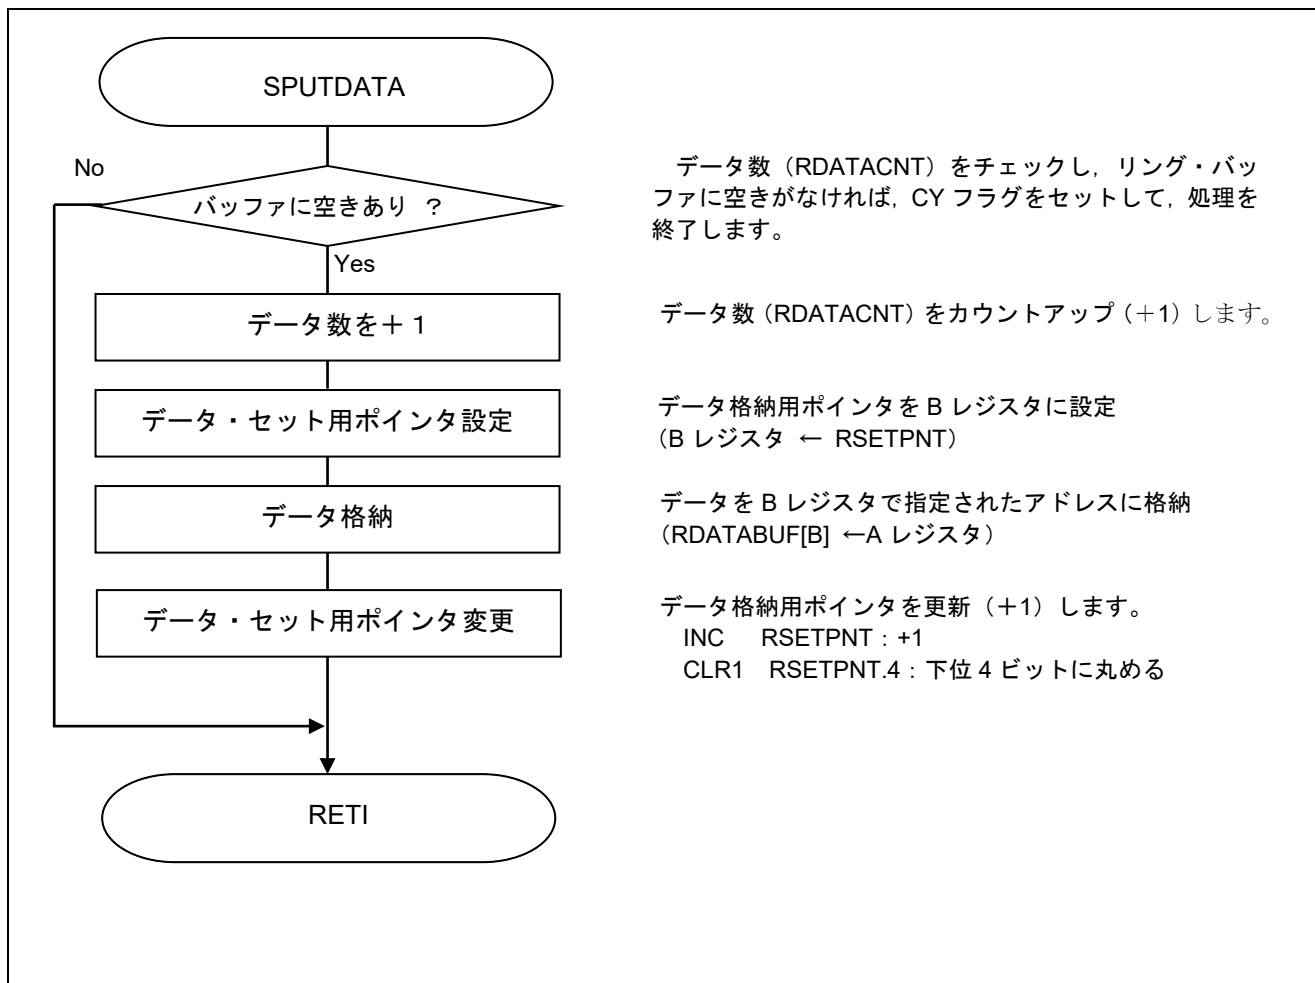 SPUTDATA
No
バッファに空きあり ?
Yes
データ数（RDATACNT）をチェックし，リング・バッ
ファに空きがなければ，CY フラグをセットして，処理を
終了します。
データ数を＋１
データ数（RDATACNT）をカウントアップ（＋1）します。
データ・セット用ポインタ設定
データ格納用ポインタを B レジスタに設定
（B レジスタ ← RSETPNT）
データ格納
データを B レジスタで指定されたアドレスに格納
（RDATABUF[B] ←A レジスタ）
データ・セット用ポインタ変更
データ格納用ポインタを更新（＋1）します。
INC RSETPNT：+1
CLR1 RSETPNT.4：下位 4 ビットに丸める
RETI